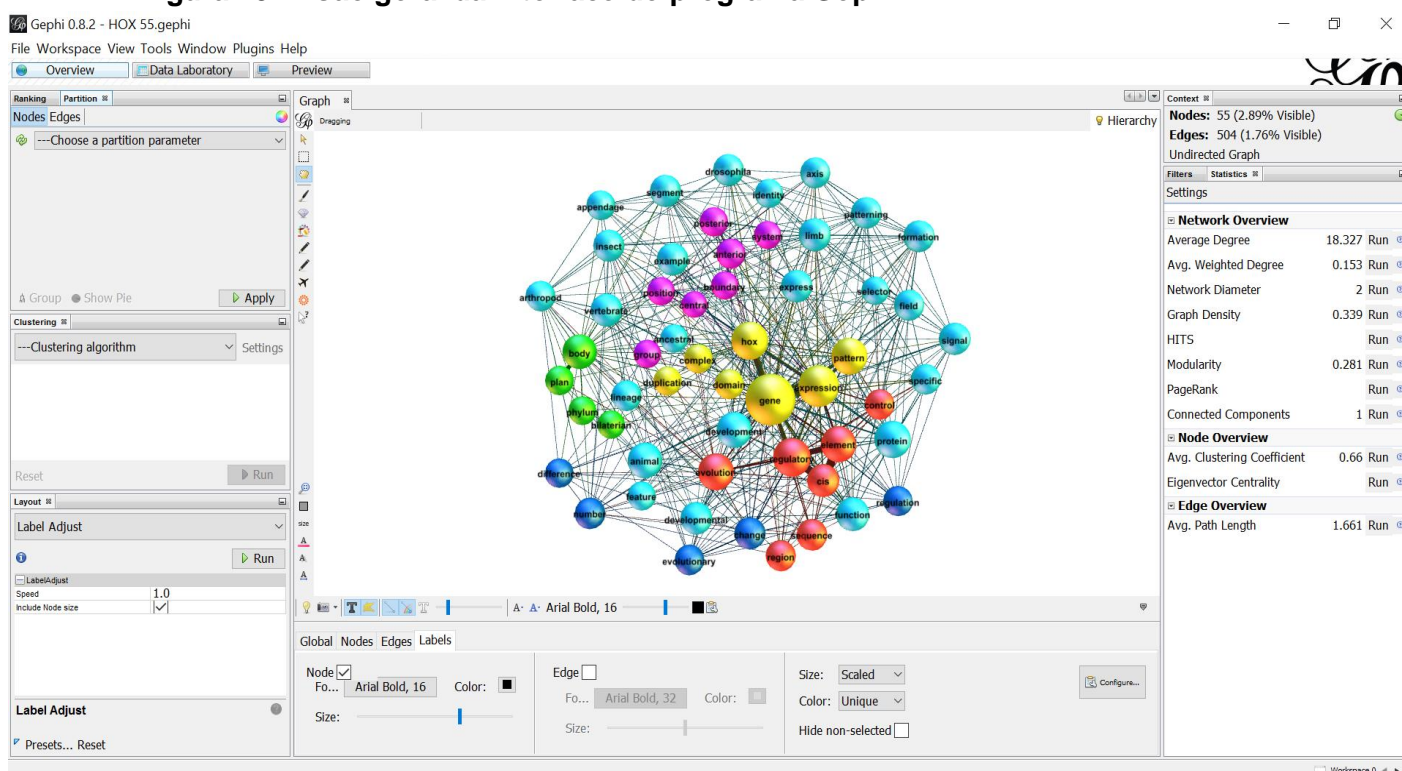 Gephi 0.8.2 - HOX 55.gephi
File Workspace View Tools Window Plugins Help
Overview Data Laboratory Preview
Ranking Partition
Nodes Edges
---Choose a partition parameter
Group Show Pie Apply
Clustering
---Clustering algorithm Settings
Reset Run
Layout
Label Adjust
Run
LabelAdjust
Speed 1.0
Include Node size
Label Adjust
Presets... Reset
Graph
Dragging Hierarchy
size
drosophila
axis
segment
identity
appendage
patterning
posterior
system
limb
formation
insect
anterior
example
boundary
express
selector
position
arthropod
central
field
vertebrate
ancestral
hox
signal
body
group
complex
pattern
plan
duplication
domain
expression
specific
lineage
gene
control
phylum
bilaterian
development
element
protein
animal
regulatory
difference
evolution
cis
feature
regulation
number
developmental
function
change
sequence
evolutionary
region
Arial Bold, 16
Global Nodes Edges Labels
Node
Fo... Arial Bold, 16 Color:
Size:
Edge
Fo... Arial Bold, 32 Color:
Size:
Size: Scaled
Color: Unique
Hide non-selected
Configure...
Context
Nodes: 55 (2.89% Visible)
Edges: 504 (1.76% Visible)
Undirected Graph
Filters Statistics
Settings
Network Overview
Average Degree 18.327 Run
Avg. Weighted Degree 0.153 Run
Network Diameter 2 Run
Graph Density 0.339 Run
HITS Run
Modularity 0.281 Run
PageRank Run
Connected Components 1 Run
Node Overview
Avg. Clustering Coefficient 0.66 Run
Eigenvector Centrality Run
Edge Overview
Avg. Path Length 1.661 Run
Workspace 0